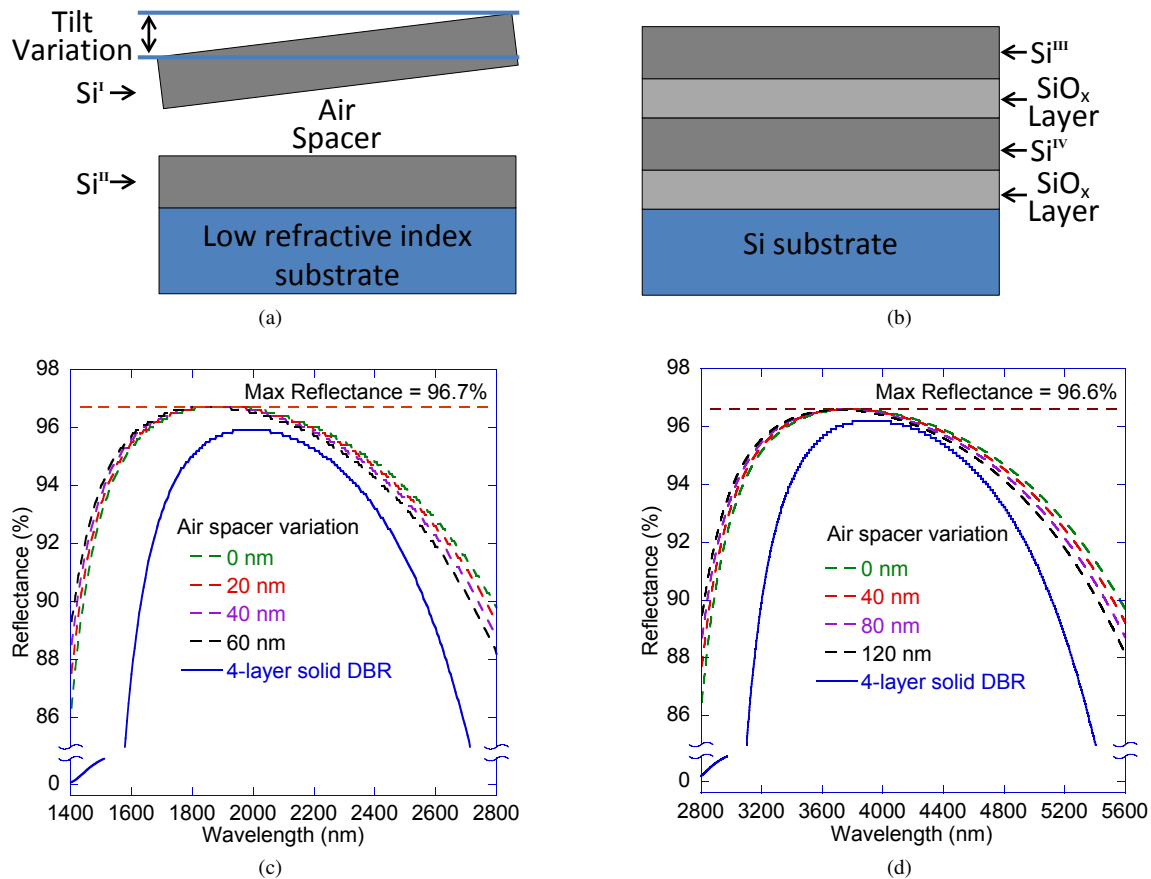 Tilt
Variation
Si^I
Air
Spacer
Si^II
Low refractive index
substrate
(a)
Si^III
SiO_x
Layer
Si^IV
SiO_x
Layer
Si substrate
(b)
98
Max Reflectance = 96.7%
96
94
92
90
88
86
0
Reflectance (%)
Air spacer variation
0 nm
20 nm
40 nm
60 nm
4-layer solid DBR
1400 1600 1800 2000 2200 2400 2600 2800
Wavelength (nm)
(c)
98
Max Reflectance = 96.6%
96
94
92
90
88
86
0
Reflectance (%)
Air spacer variation
0 nm
40 nm
80 nm
120 nm
4-layer solid DBR
2800 3200 3600 4000 4400 4800 5200 5600
Wavelength (nm)
(d)